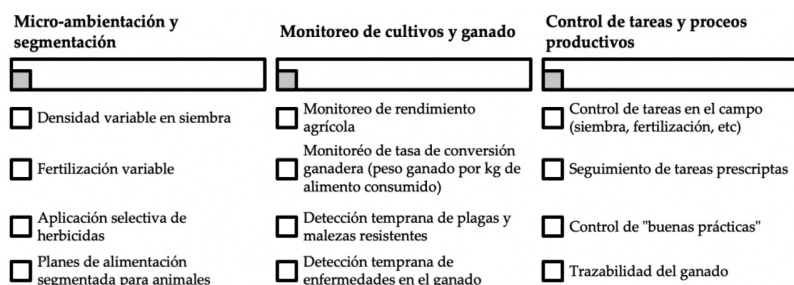 Micro-ambientación y
segmentación
Densidad variable en siembra
Fertilización variable
Aplicación selectiva de
herbicidas
Planes de alimentación
segmentada para animales
Monitoreo de cultivos y ganado
Monitoreo de rendimiento
agrícola
Monitoréo de tasa de conversión
ganadera (peso ganado por kg de
alimento consumido)
Detección temprana de plagas y
malezas resistentes
Detección temprana de
enfermedades en el ganado
Control de tareas y proceos
productivos
Control de tareas en el campo
(siembra, fertilización, etc)
Seguimiento de tareas prescriptas
Control de "buenas prácticas"
Trazabilidad del ganado